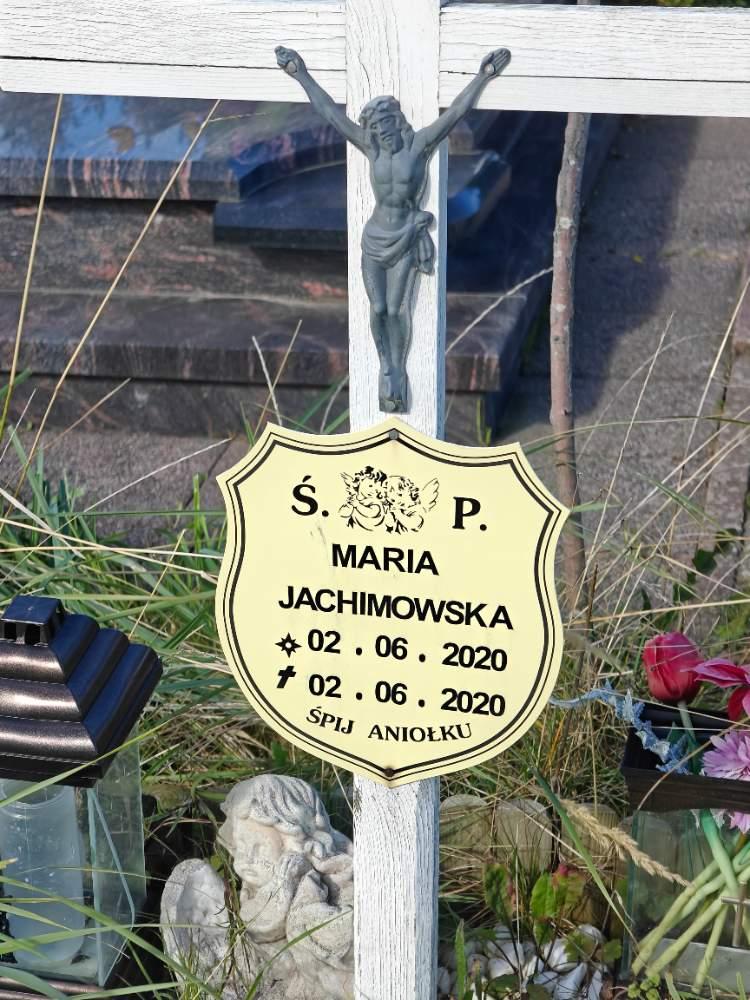 Ś. P.
MARIA
JACHIMOWSKA
02 . 06 . 2020
02 . 06 . 2020
ŚPIJ ANIOŁKU